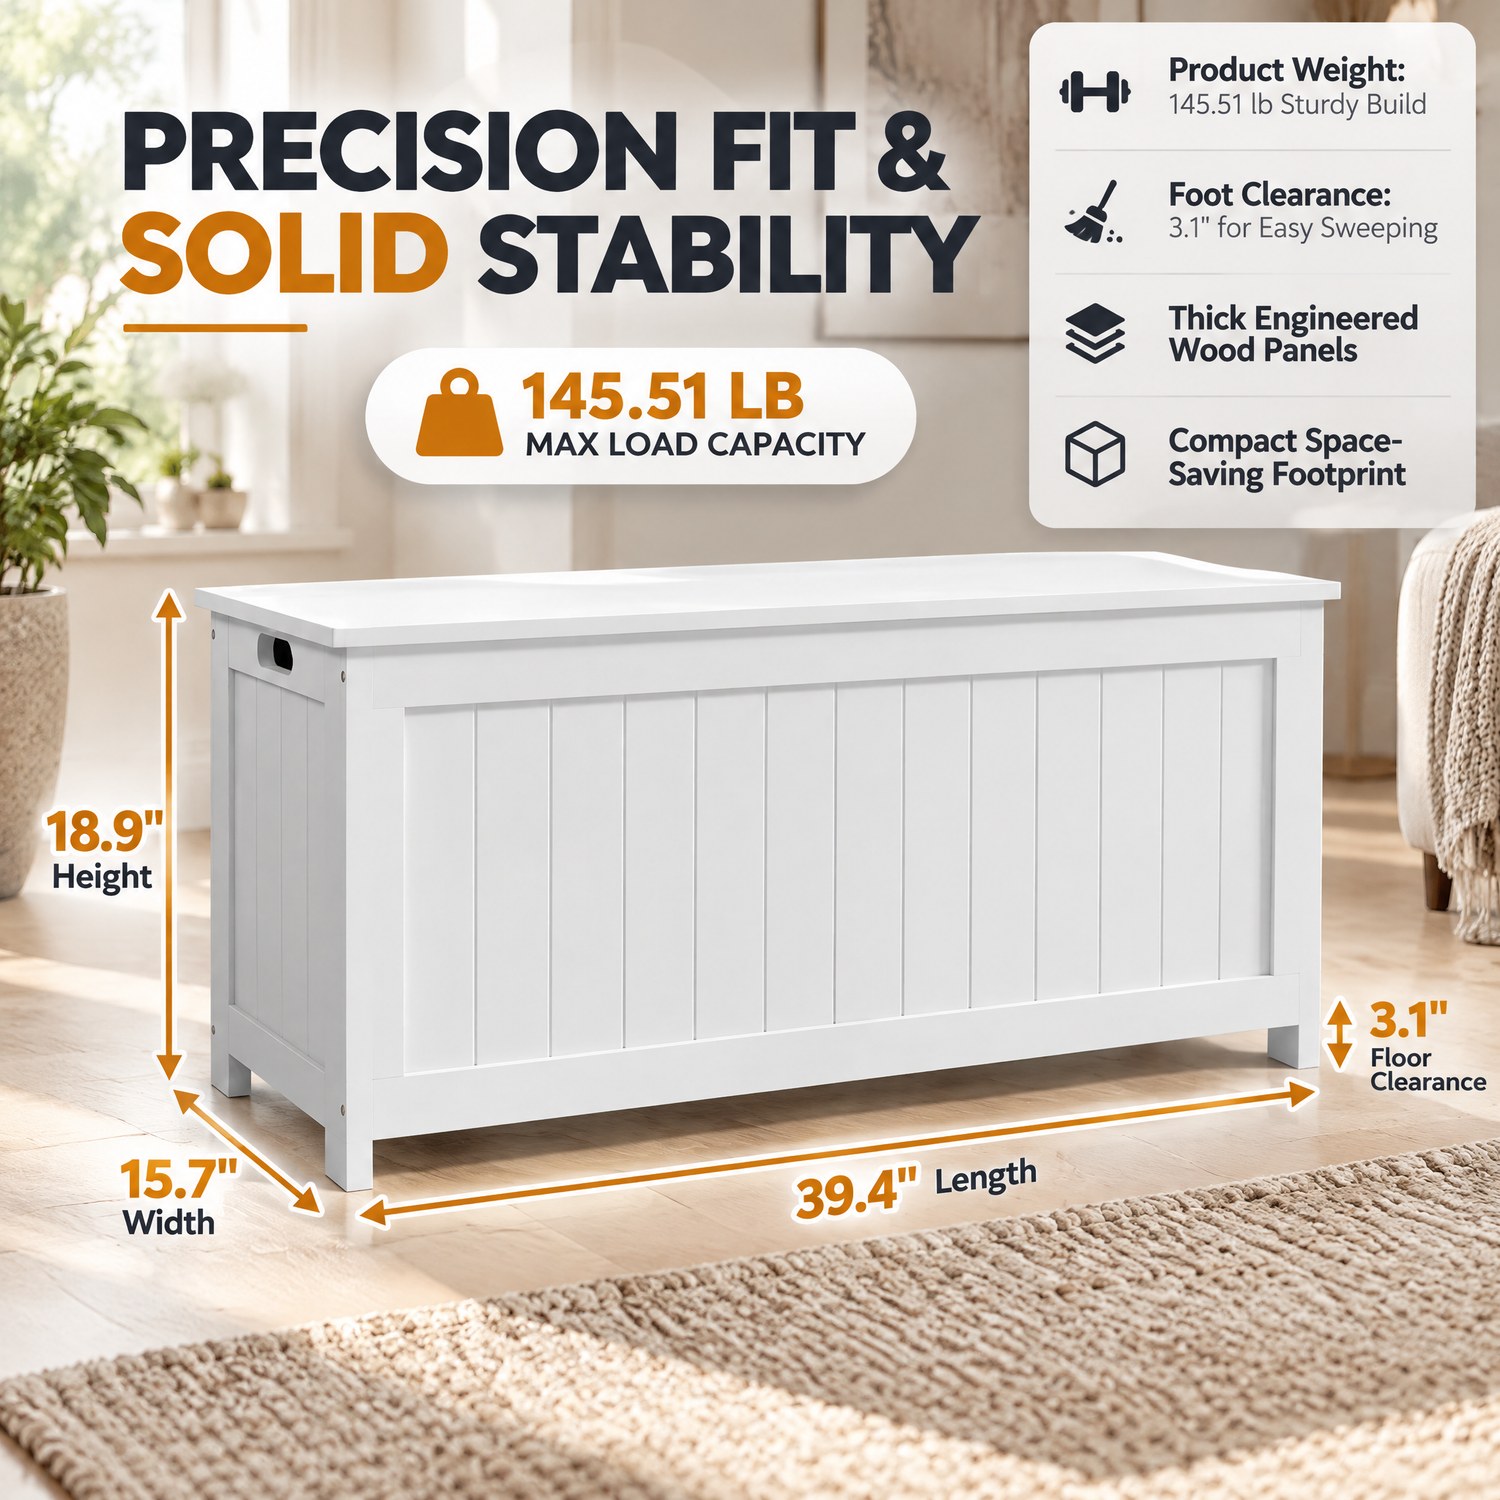 PRECISION FIT &
SOLID STABILITY
145.51 LB
MAX LOAD CAPACITY
Product Weight:
145.51 lb Sturdy Build
Foot Clearance:
3.1" for Easy Sweeping
Thick Engineered
Wood Panels
Compact Space-
Saving Footprint
18.9"
Height
15.7"
Width
39.4" Length
3.1"
Floor
Clearance